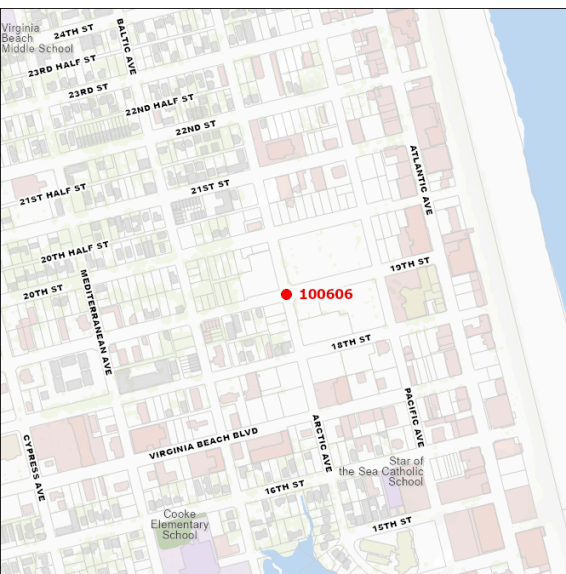 Virginia
Beach
Middle School
24TH ST
BALTIC AVE
23RD HALF ST
23RD ST
22ND HALF ST
22ND ST
ATLANTIC AVE
21ST HALF ST
21ST ST
20TH HALF ST
20TH ST
MEDITERRANEAN AVE
19TH ST
100606
18TH ST
CYPRESS AVE
VIRGINIA BEACH BLVD
ARCTIC AVE
PACIFIC AVE
Star of
the Sea Catholic
School
16TH ST
15TH ST
Cooke
Elementary
School